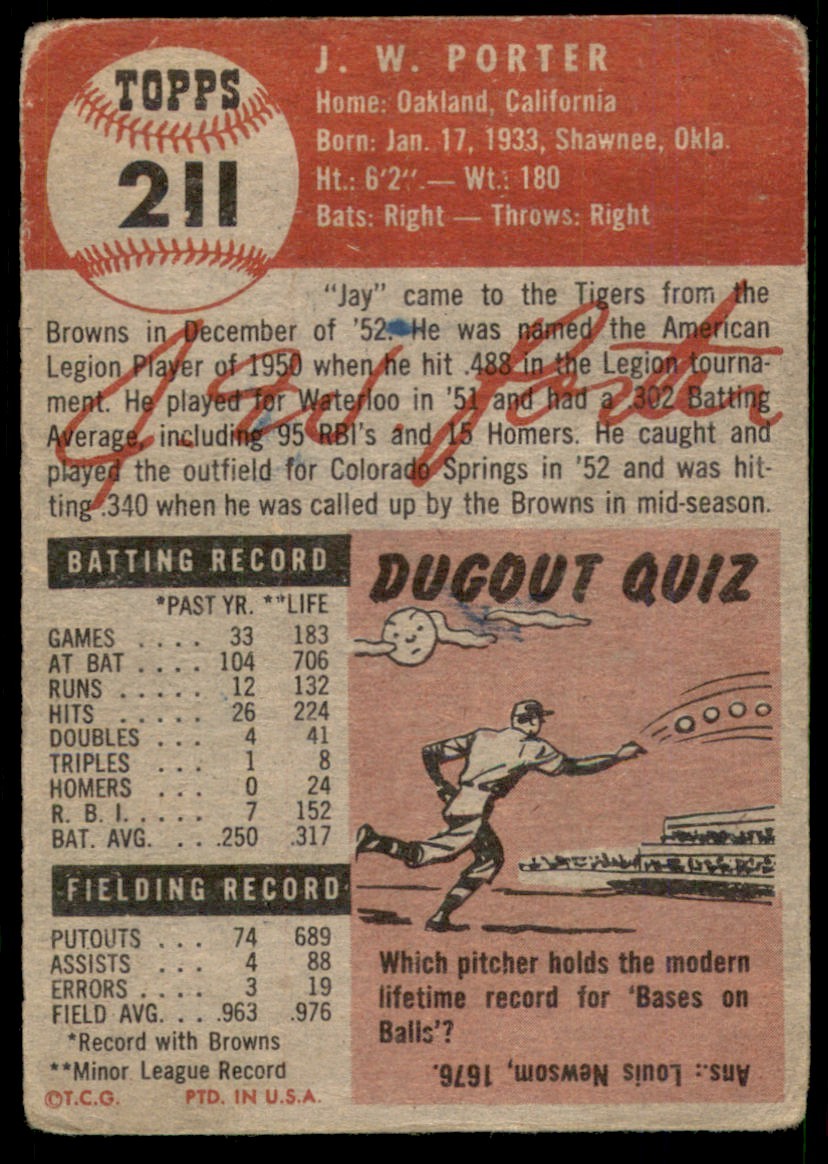 TOPPS
211
J. W. PORTER
Home: Oakland, California
Born: Jan. 17, 1933, Shawnee, Okla.
Ht.: 6'2" — Wt.: 180
Bats: Right — Throws: Right
"Jay" came to the Tigers from the
Browns in December of '52. He was named the American
Legion Player of 1950 when he hit .488 in the Legion tourna-
ment. He played for Waterloo in '51 and had a .302 Batting
Average, including 95 RBI's and 15 Homers. He caught and
played the outfield for Colorado Springs in '52 and was hit-
ting .340 when he was called up by the Browns in mid-season.
J. W. Porter
BATTING RECORD
*PAST YR. **LIFE
GAMES .... 33 183
AT BAT .... 104 706
RUNS ..... 12 132
HITS ..... 26 224
DOUBLES ... 4 41
TRIPLES ... 1 8
HOMERS ... 0 24
R. B. I. .... 7 152
BAT. AVG. ... .250 .317
FIELDING RECORD
PUTOUTS ... 74 689
ASSISTS ... 4 88
ERRORS .... 3 19
FIELD AVG. ... .963 .976
*Record with Browns
**Minor League Record
©T.C.G. PTD. IN U.S.A.
DUGOUT QUIZ
Which pitcher holds the modern
lifetime record for 'Bases on
Balls'?
Ans.: Louis Newsom, 1676.